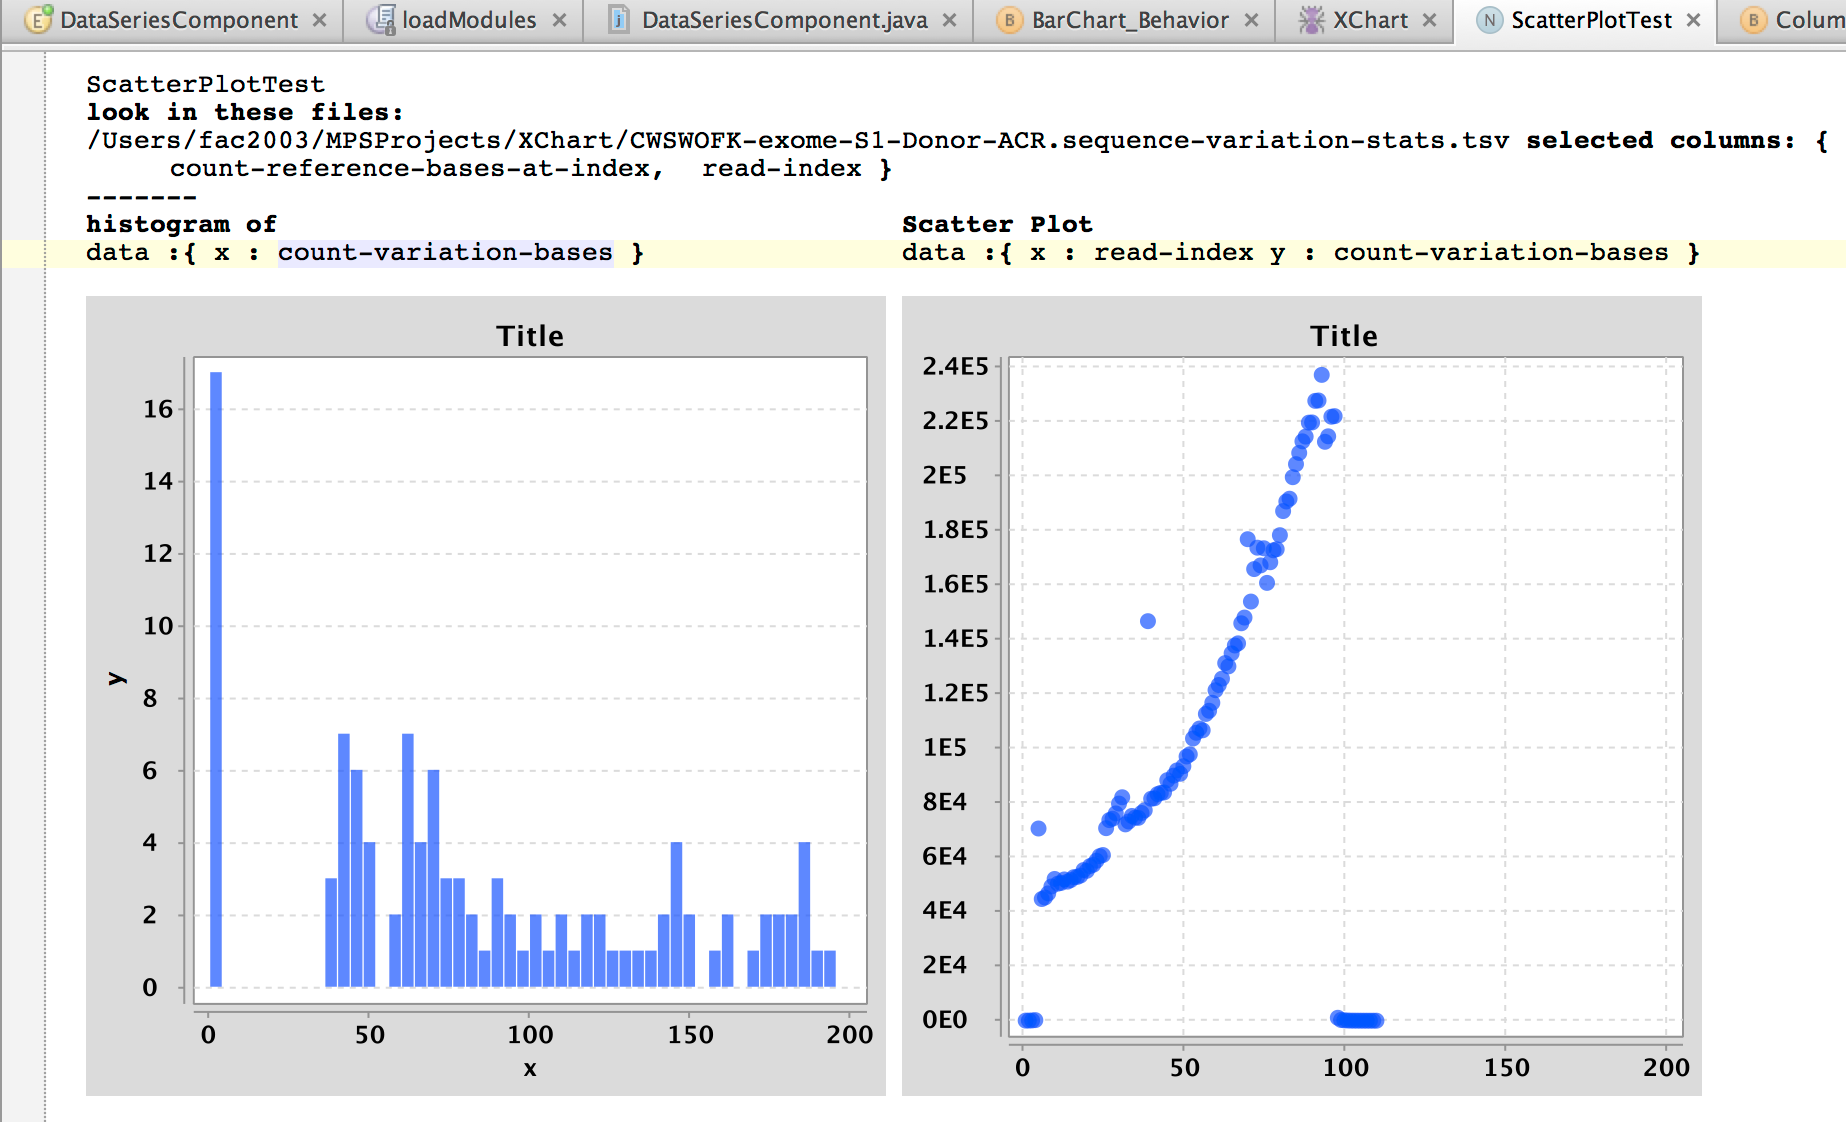 DataSeriesComponent loadModules DataSeriesComponent.java BarChart_Behavior XChart ScatterPlotTest Colum
ScatterPlotTest
look in these files:
/Users/fac2003/MPSProjects/XChart/CWSWOFK-exome-S1-Donor-ACR.sequence-variation-stats.tsv selected columns: {
count-reference-bases-at-index, read-index }
-------
histogram of
data :{ x : count-variation-bases }
Title
16
14
12
10
8
6
4
2
0
y
0 50 100 150 200
x
Scatter Plot
data :{ x : read-index y : count-variation-bases }
Title
2.4E5
2.2E5
2E5
1.8E5
1.6E5
1.4E5
1.2E5
1E5
8E4
6E4
4E4
2E4
0E0
0 50 100 150 200